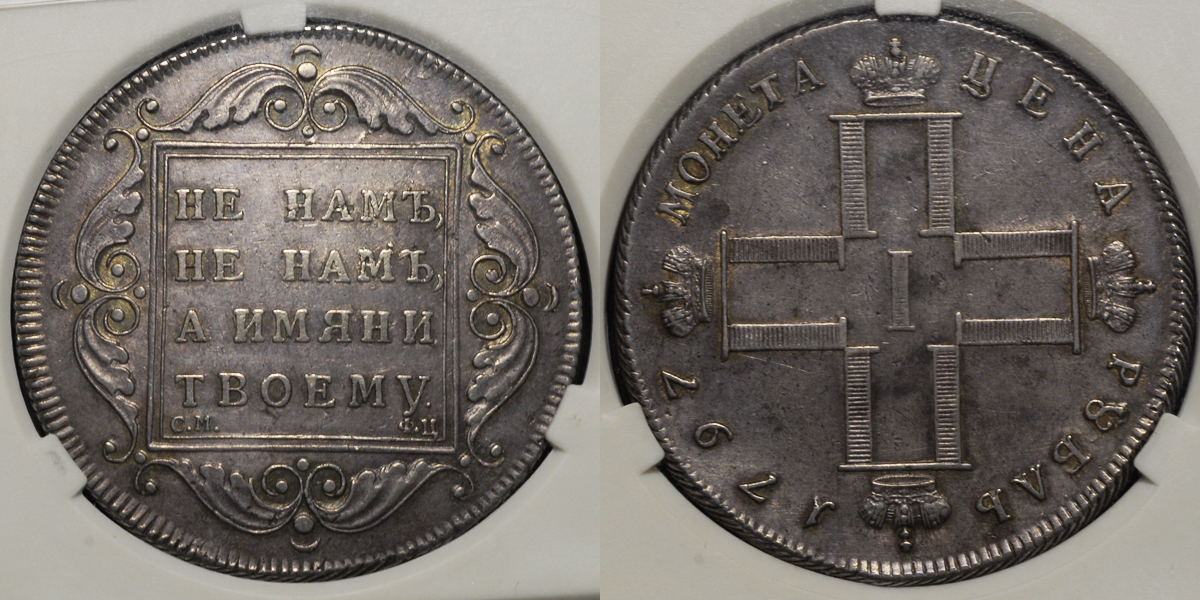 НЕ НАМЪ,
НЕ НАМЪ,
А ИМЯНИ
ТВОЕМУ.
С.М. Ф.Ц
МОНЕТА ЦЕНА РУБЛЬ
1797
I